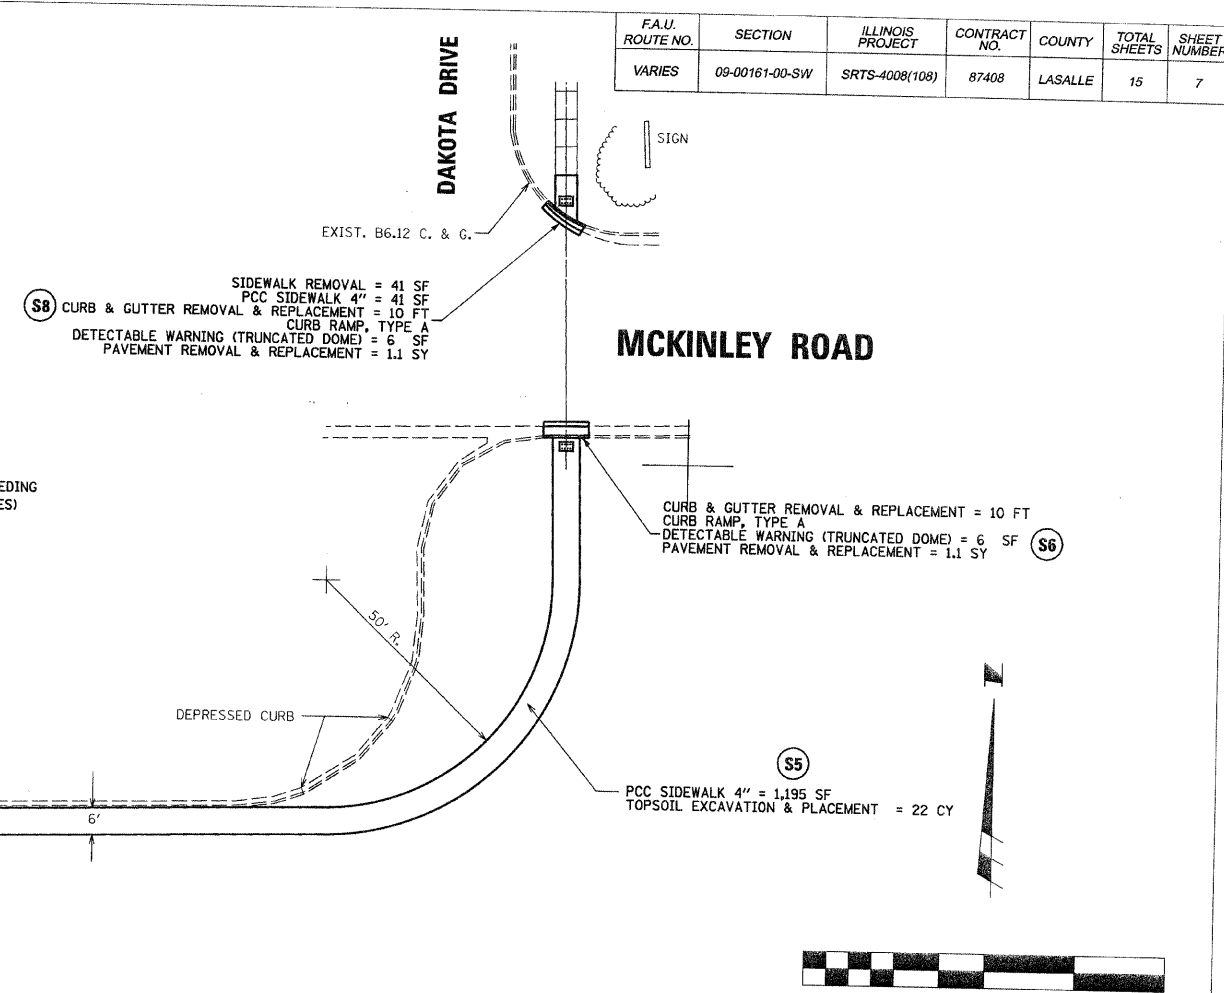 F.A.U.
ROUTE NO.
SECTION
ILLINOIS
PROJECT
CONTRACT
NO.
COUNTY
TOTAL
SHEETS
SHEET
NUMBER
VARIES
09-00161-00-SW
SRTS-4008(108)
87408
LASALLE
15
7
DAKOTA DRIVE
SIGN
EXIST. B6.12 C. & G.
S8
SIDEWALK REMOVAL = 41 SF
PCC SIDEWALK 4" = 41 SF
CURB & GUTTER REMOVAL & REPLACEMENT = 10 FT
CURB RAMP, TYPE A
DETECTABLE WARNING (TRUNCATED DOME) = 6 SF
PAVEMENT REMOVAL & REPLACEMENT = 1.1 SY
MCKINLEY ROAD
EDING
ES)
CURB & GUTTER REMOVAL & REPLACEMENT = 10 FT
CURB RAMP, TYPE A
DETECTABLE WARNING (TRUNCATED DOME) = 6 SF
PAVEMENT REMOVAL & REPLACEMENT = 1.1 SY
S6
50' R.
DEPRESSED CURB
S5
PCC SIDEWALK 4" = 1,195 SF
TOPSOIL EXCAVATION & PLACEMENT = 22 CY
6'
N